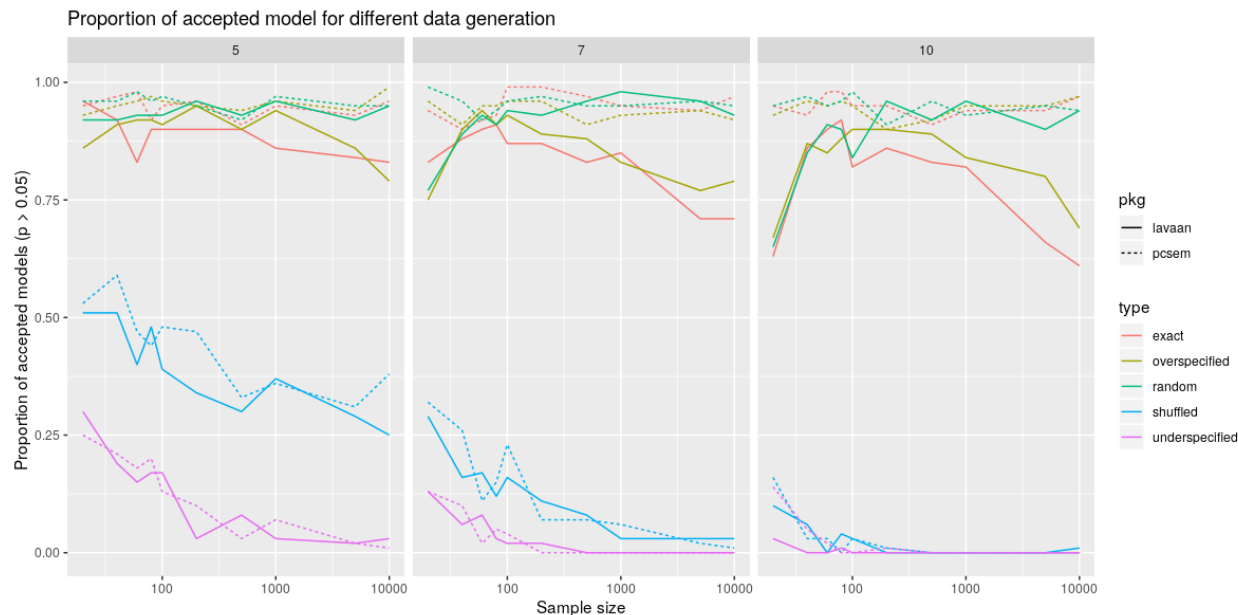 Proportion of accepted model for different data generation
5 7 10
Proportion of accepted models (p > 0.05)
1.00
0.75
0.50
0.25
0.00
100 1000 10000 100 1000 10000 100 1000 10000
Sample size
pkg
lavaan
pcsem
type
exact
overspecified
random
shuffled
underspecified